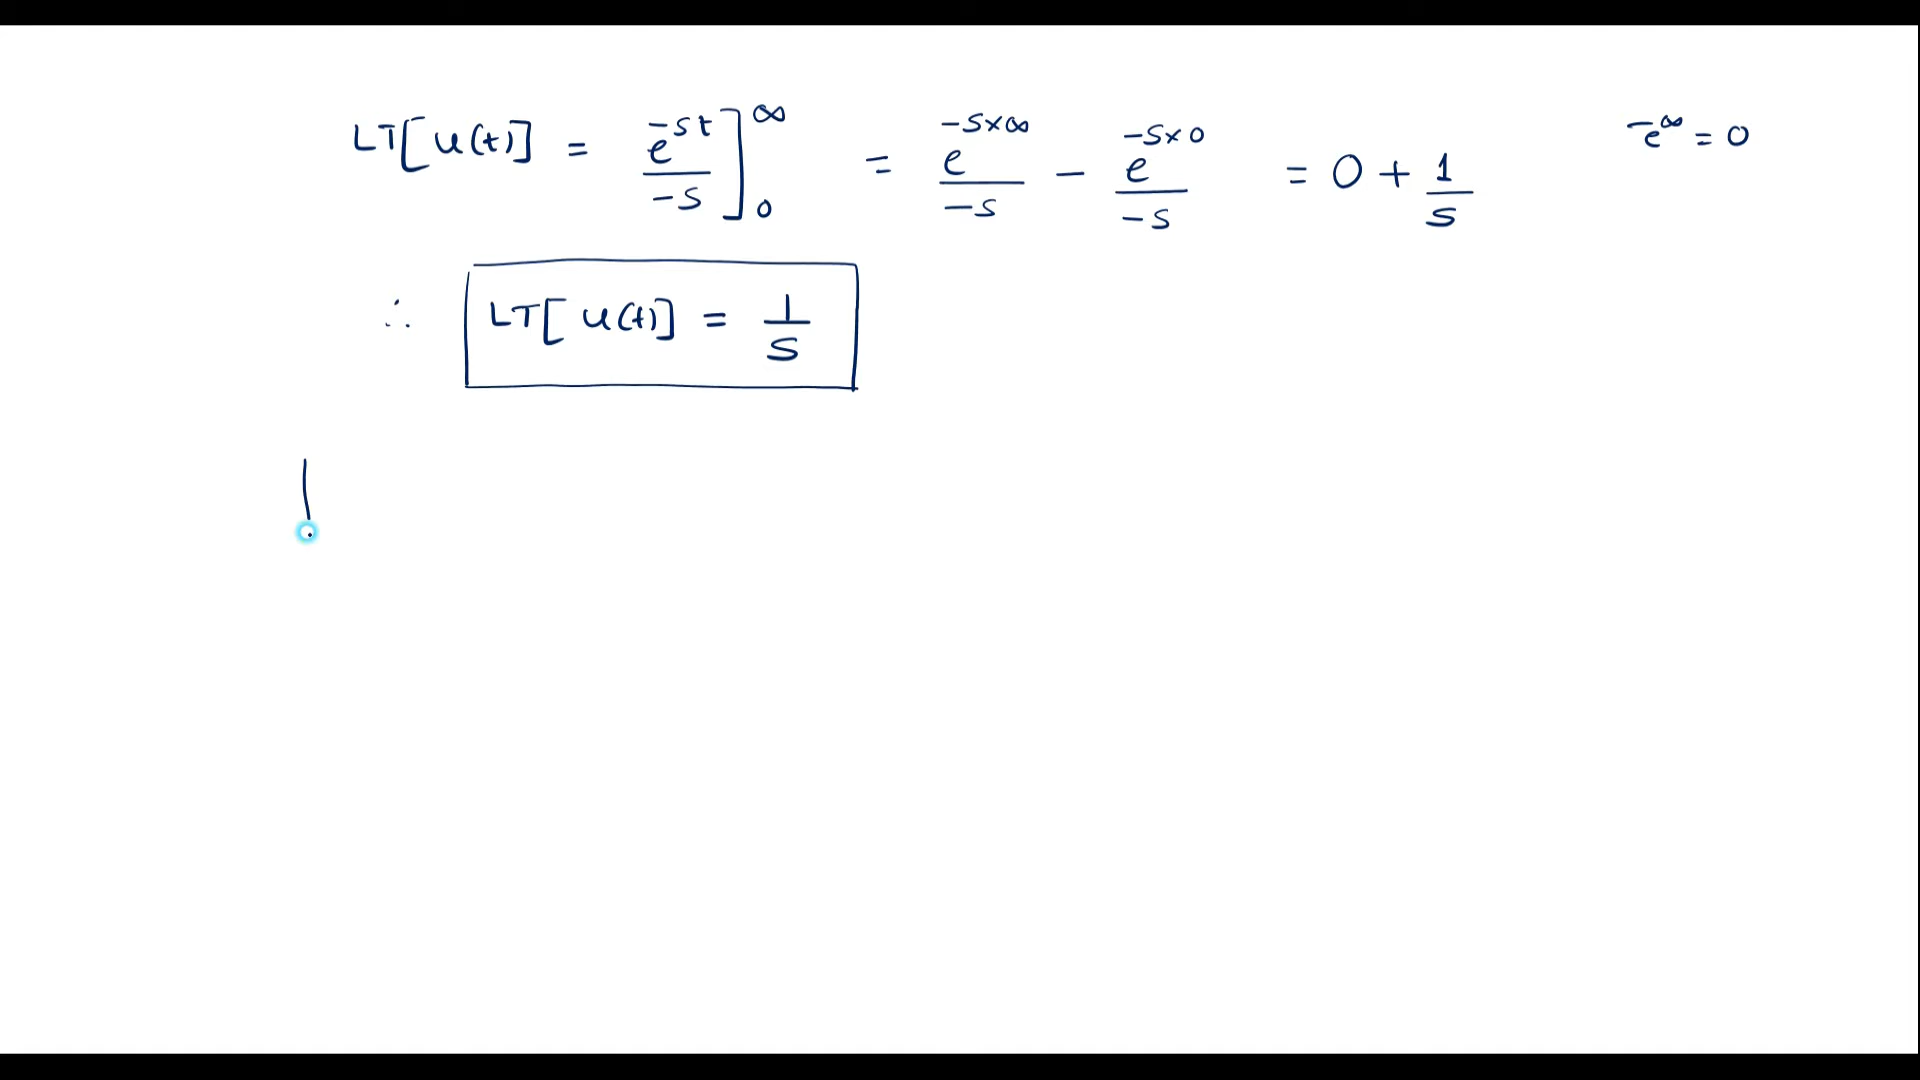 LT[u(t)] = e^{-st}/-s ]_0^∞ = e^{-s×∞}/-s - e^{-s×0}/-s = 0 + 1/s
e^{-∞} = 0
∴ LT[u(t)] = 1/s